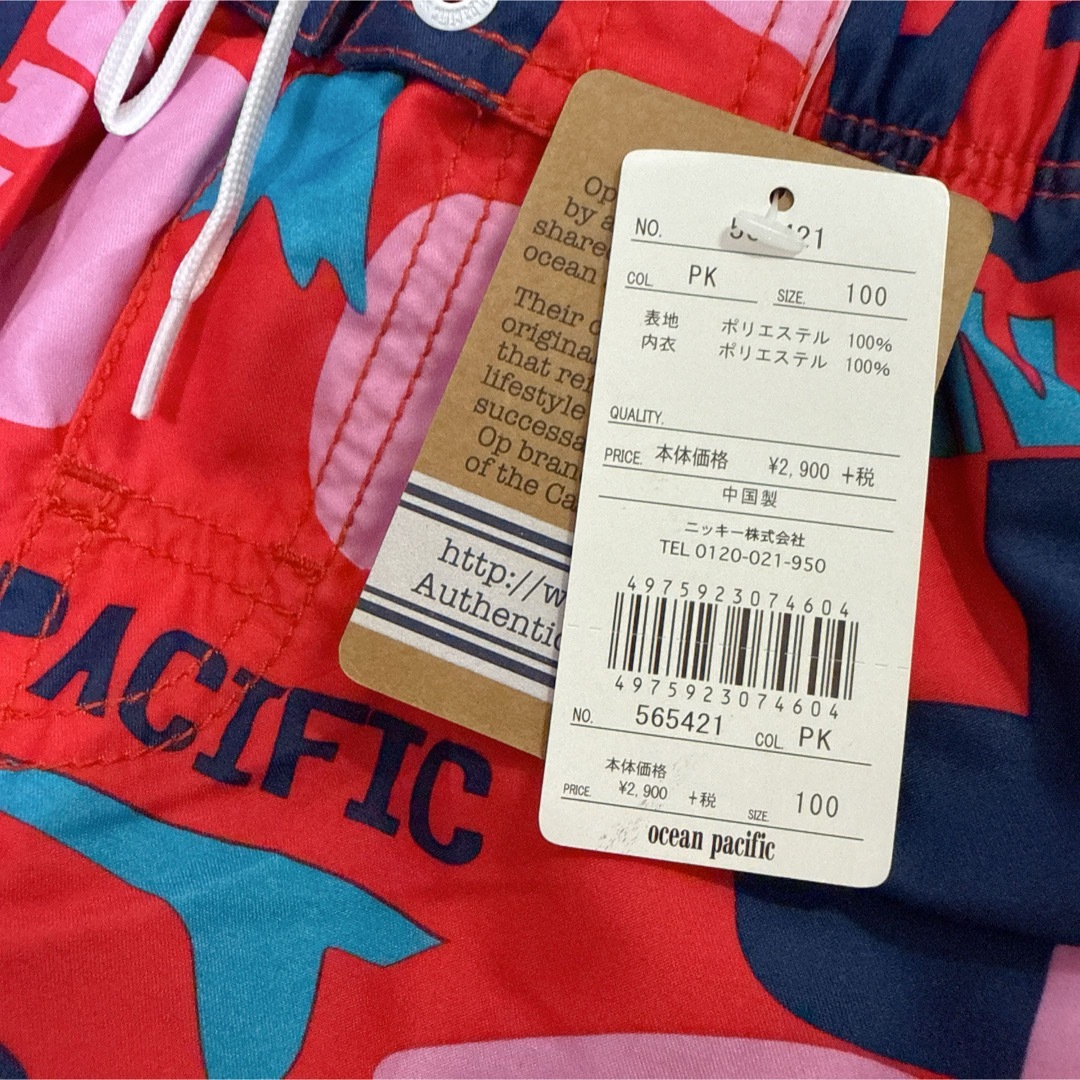 Op
by a
share
ocean
Their
origina
that
lifestyle
success
Op bran
of the Ca
http://w
Authentic
NO.
COL. PK SIZE. 100
表地 ポリエステル 100%
内衣 ポリエステル 100%
QUALITY.
PRICE. 本体価格 ¥2,900 +税
中国製
ニッキー株式会社
TEL 0120-021-950
4975923074604
4975923074604
NO. 565421 COL. PK
本体価格
PRICE. ¥2,900 +税 SIZE. 100
ocean pacific
PACIFIC